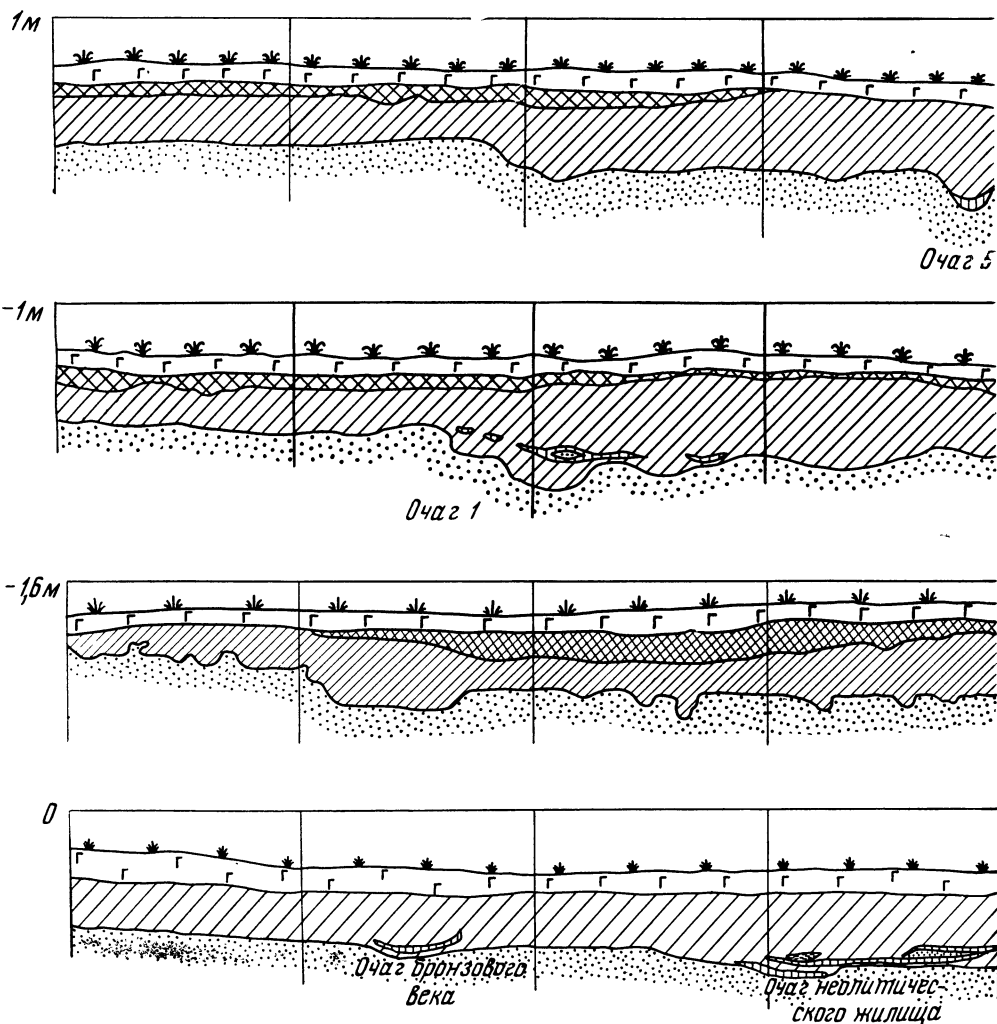 1м
Очаг 5
-1м
Очаг 1
-1,6м
0
Очаг бронзового
века
Очаг неолитичес-
ского жилища